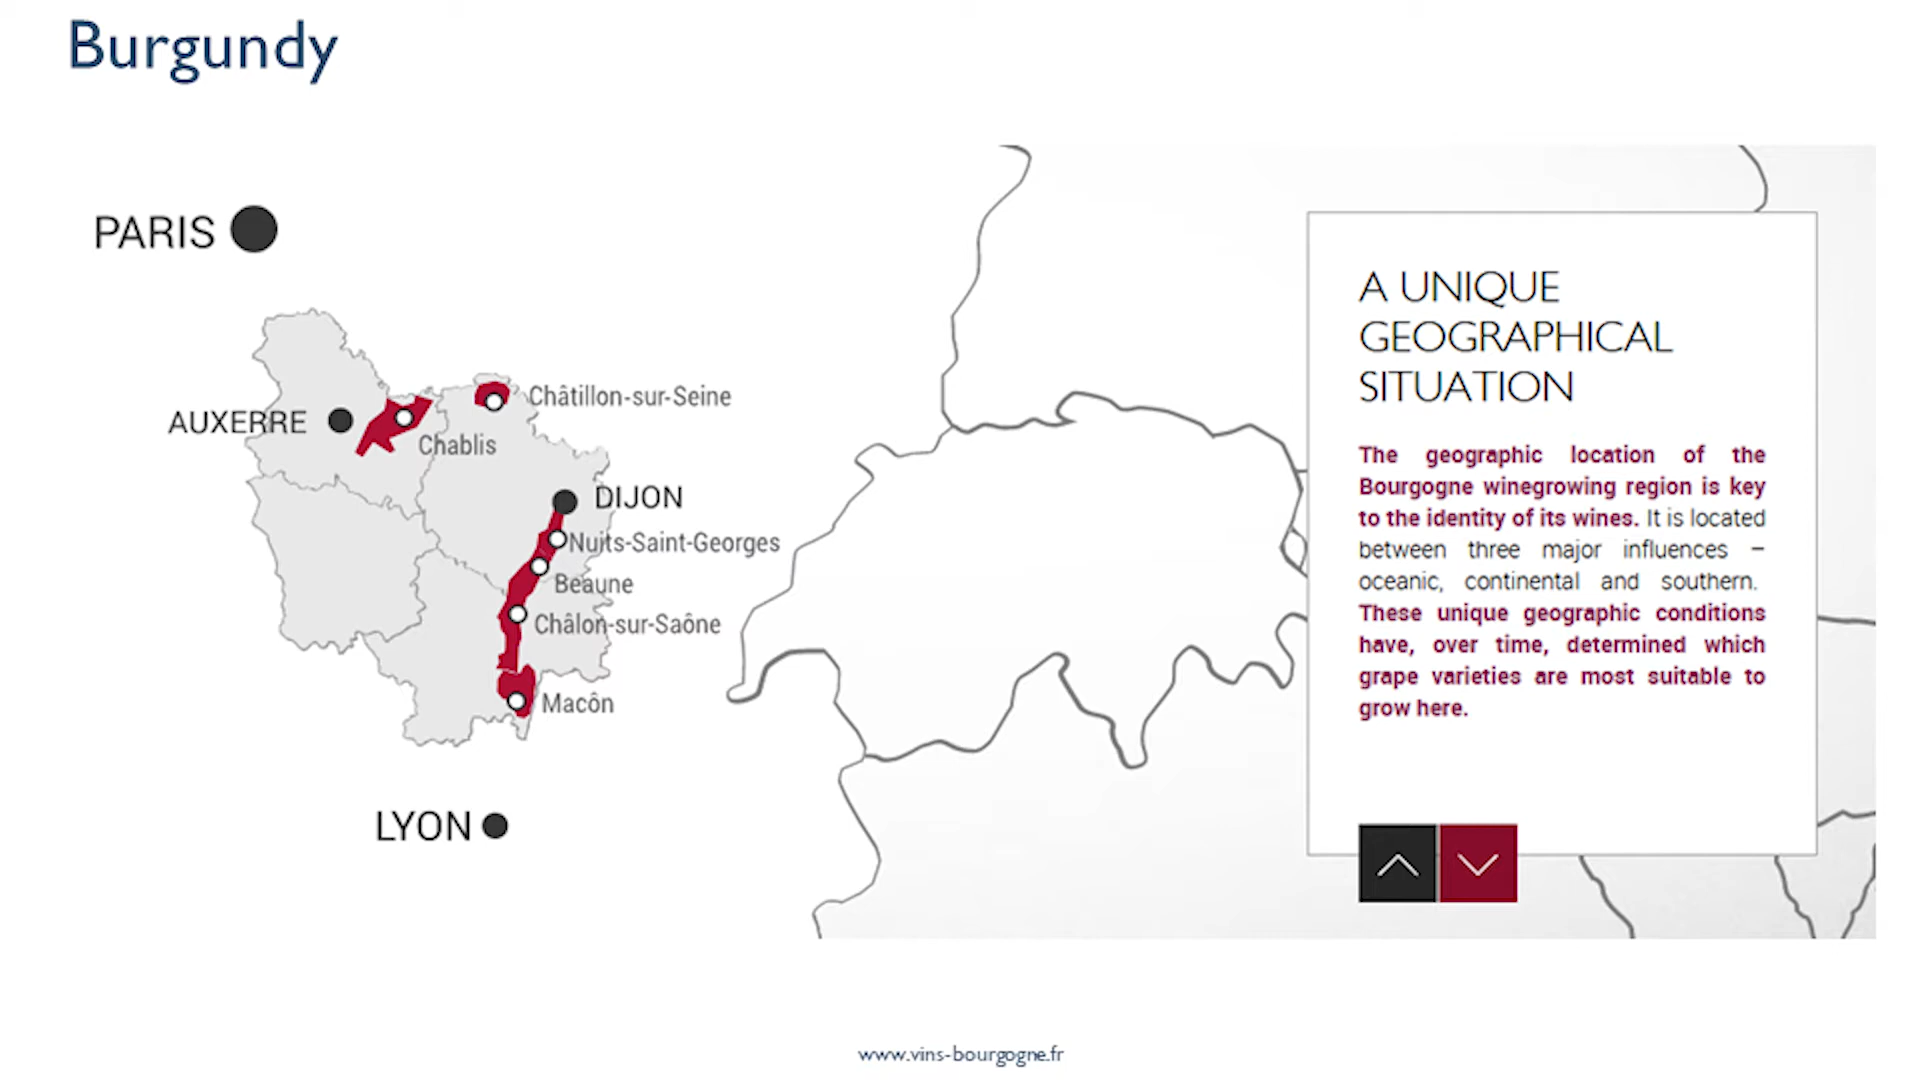 Burgundy
PARIS
AUXERRE
Châtillon-sur-Seine
Chablis
DIJON
Nuits-Saint-Georges
Beaune
Châlon-sur-Saône
Macôn
LYON
A UNIQUE
GEOGRAPHICAL
SITUATION
The geographic location of the
Bourgogne winegrowing region is key
to the identity of its wines. It is located
between three major influences –
oceanic, continental and southern.
These unique geographic conditions
have, over time, determined which
grape varieties are most suitable to
grow here.
www.vins-bourgogne.fr